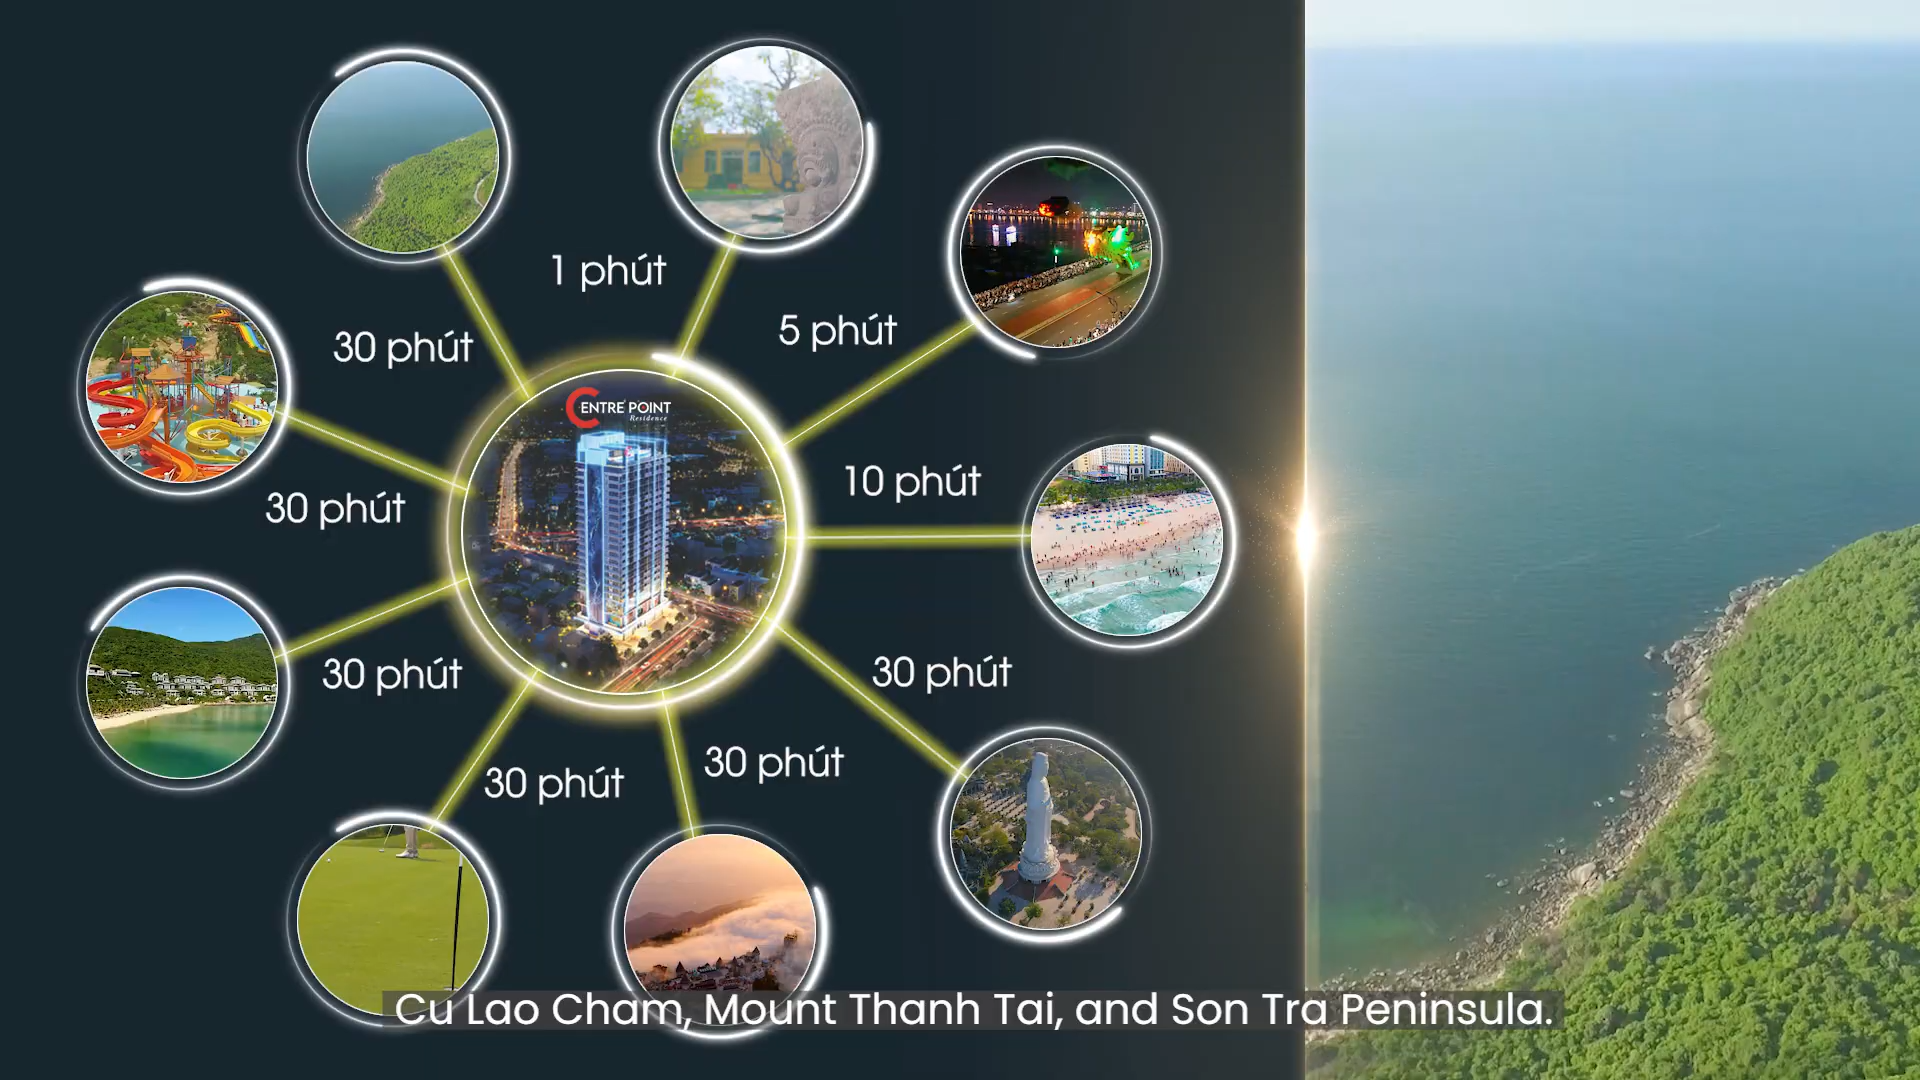 1 phút
5 phút
30 phút
CENTRE POINT
Residence
10 phút
30 phút
30 phút
30 phút
30 phút
30 phút
Cu Lao Cham, Mount Thanh Tai, and Son Tra Peninsula.